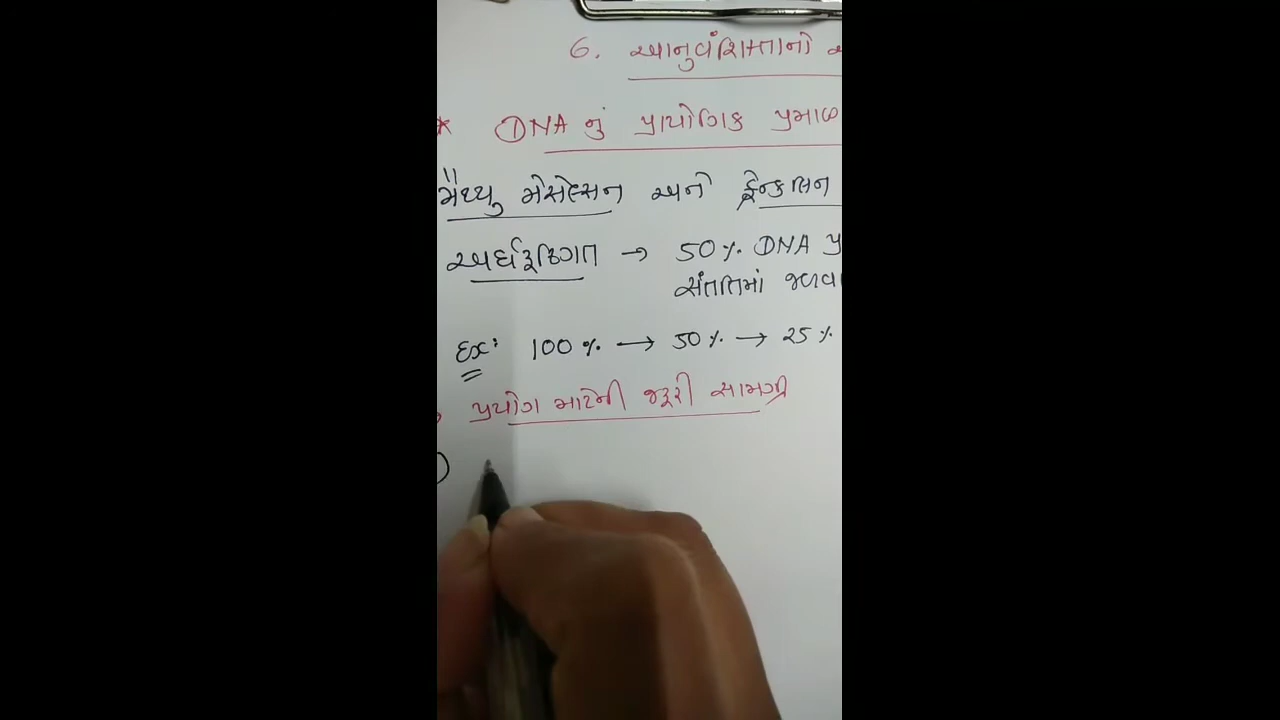 6. આનુવંશિકતાનો
* DNA નું પ્રાયોગિક પ્રમાણ
"મેથ્યુ મેસેલ્સન અને ફ્રેન્કલિન
અર્ધરૂઢિગત → 50% DNA પ્ર
સંતતિમાં જળવા
Ex: 100% → 50% → 25%
પ્રયોગ માટેની જરૂરી સામગ્રી